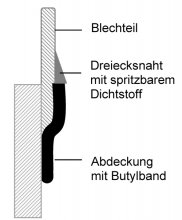 Blechteil
Dreiecksnaht
mit spritzbarem
Dichtstoff
Abdeckung
mit Butylband